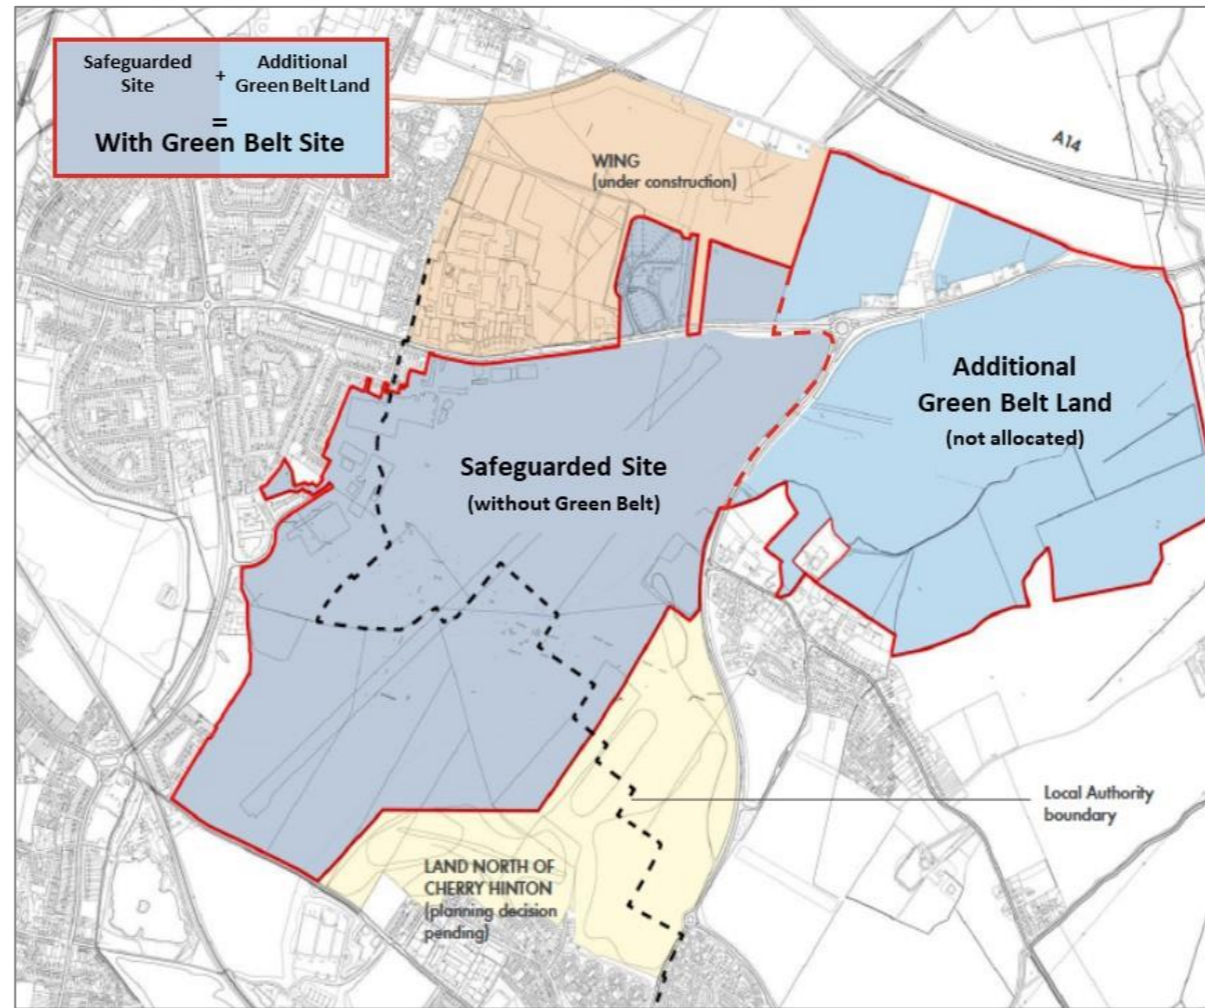 Safeguarded
Site
+
Additional
Green Belt Land
=
With Green Belt Site
A14
WING
(under construction)
Additional
Green Belt Land
(not allocated)
Safeguarded Site
(without Green Belt)
Local Authority
boundary
LAND NORTH OF
CHERRY HINTON
(planning decision
pending)